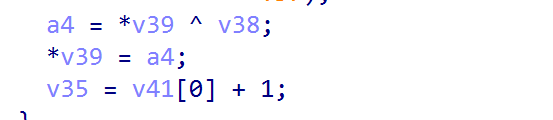 a4 = *v39 ^ v38;
*v39 = a4;
v35 = v41[0] + 1;
}